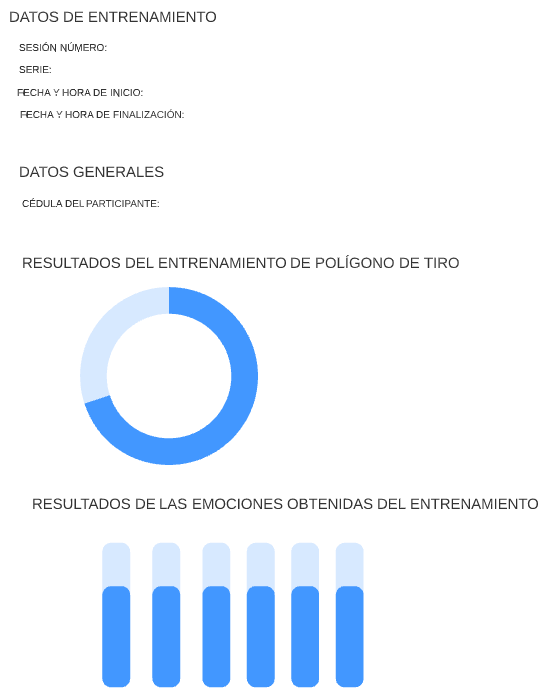 DATOS DE ENTRENAMIENTO
SESIÓN NÚMERO:
SERIE:
FECHA Y HORA DE INICIO:
FECHA Y HORA DE FINALIZACIÓN:
DATOS GENERALES
CÉDULA DEL PARTICIPANTE:
RESULTADOS DEL ENTRENAMIENTO DE POLÍGONO DE TIRO
RESULTADOS DE LAS EMOCIONES OBTENIDAS DEL ENTRENAMIENTO